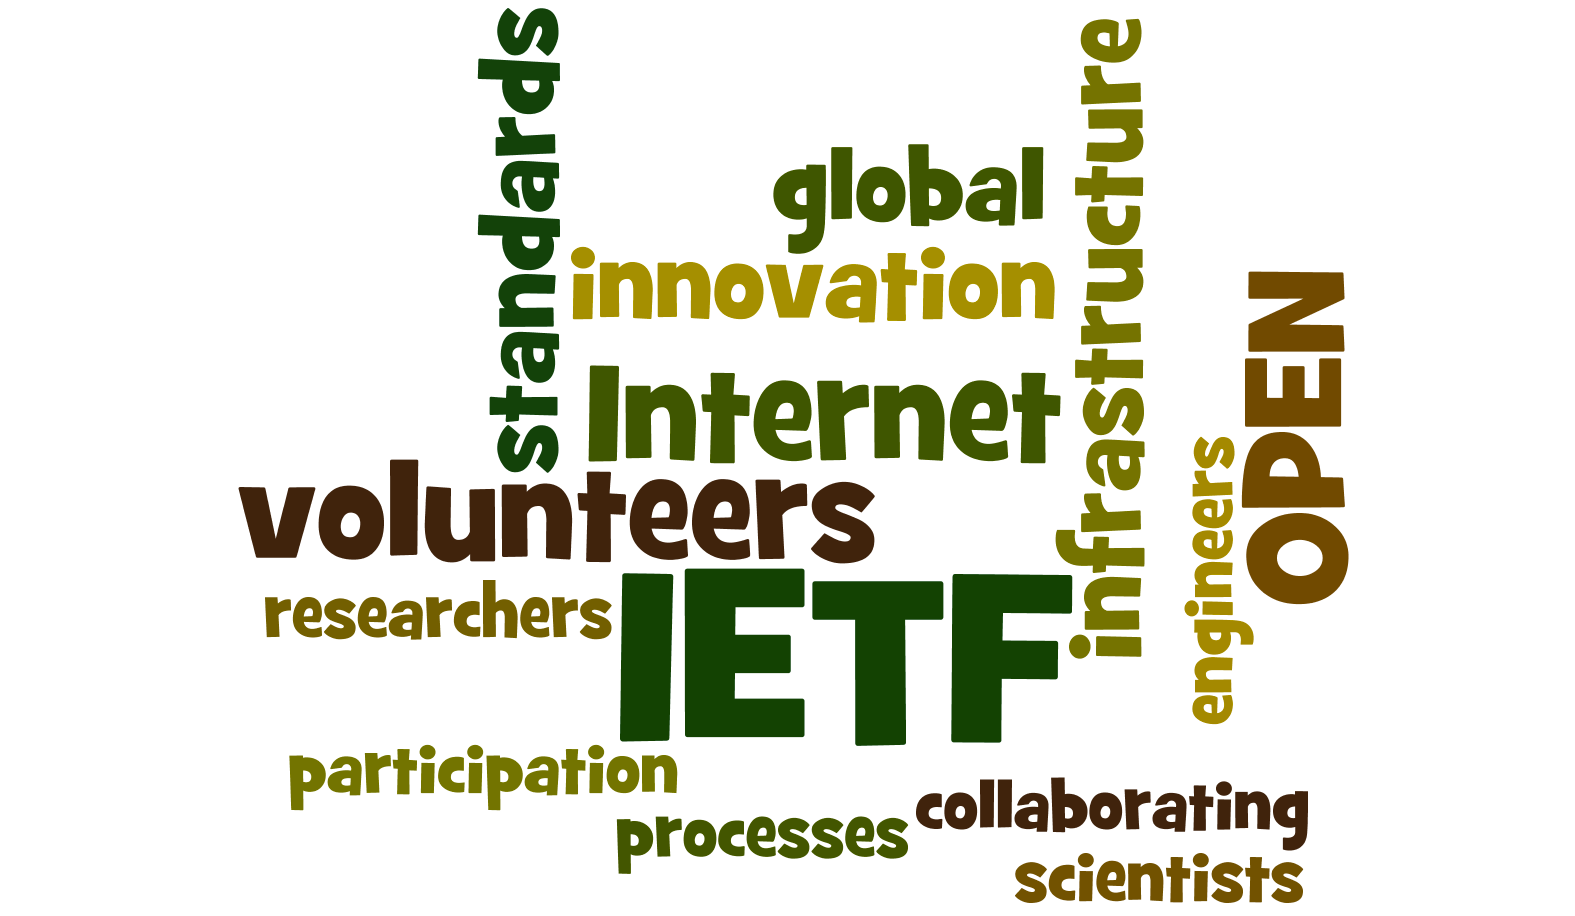 standards
infrastructure
global
innovation
OPEN
Internet
engineers
volunteers
IETF
researchers
participation
collaborating
processes
scientists